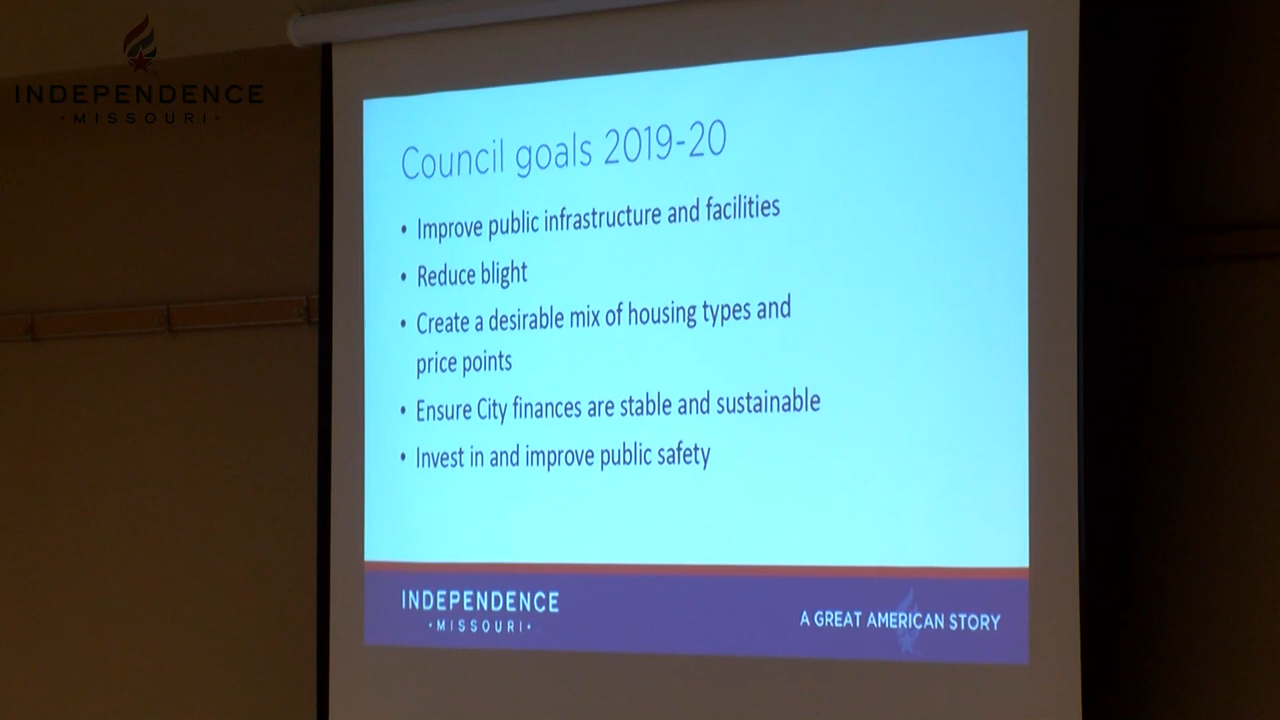 INDEPENDENCE
·MISSOURI·
Council goals 2019-20
• Improve public infrastructure and facilities
• Reduce blight
• Create a desirable mix of housing types and
price points
• Ensure City finances are stable and sustainable
• Invest in and improve public safety
INDEPENDENCE
·MISSOURI·
A GREAT AMERICAN STORY